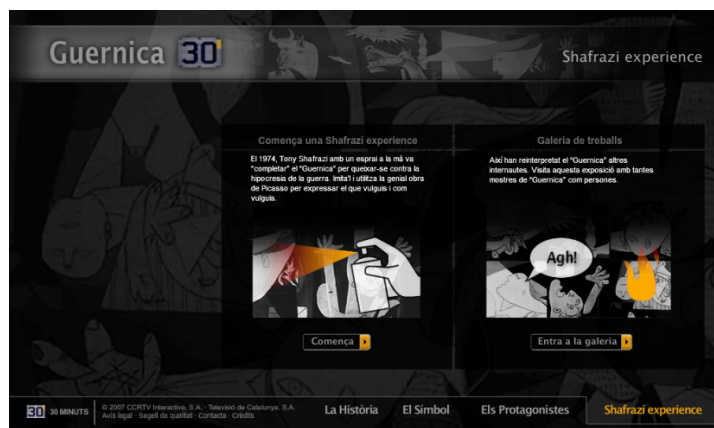 Guernica 30'
Shafrazi experience
Comença una Shafrazi experience
El 1974, Tony Shafrazi amb un esprai a la mà va
"completar" el "Guernica" per queixar-se contra la
hipocresia de la guerra. Imita'l i utilitza la genial obra
de Picasso per expressar el que vulguis i com
vulguis.
Comença
Galeria de treballs
Així han reinterpretat el "Guernica" altres
internautes. Visita aquesta exposició amb tantes
mostres de "Guernica" com persones.
Agh!
Entra a la galeria
30' 30 MINUTS
© 2007 CCRTV Interactiva, S.A. - Televisió de Catalunya, S.A.
Avís legal · Segell de qualitat · Contacta · Crèdits
La Història
El Símbol
Els Protagonistes
Shafrazi experience